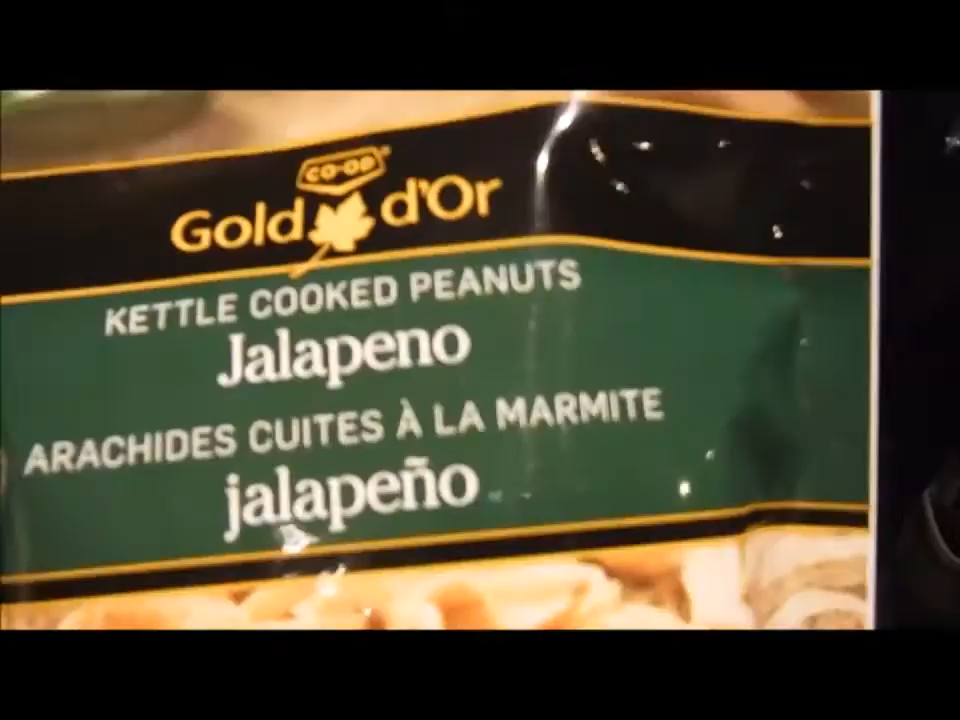 CO-OP®
Gold d'Or
KETTLE COOKED PEANUTS
Jalapeno
ARACHIDES CUITES À LA MARMITE
jalapeño